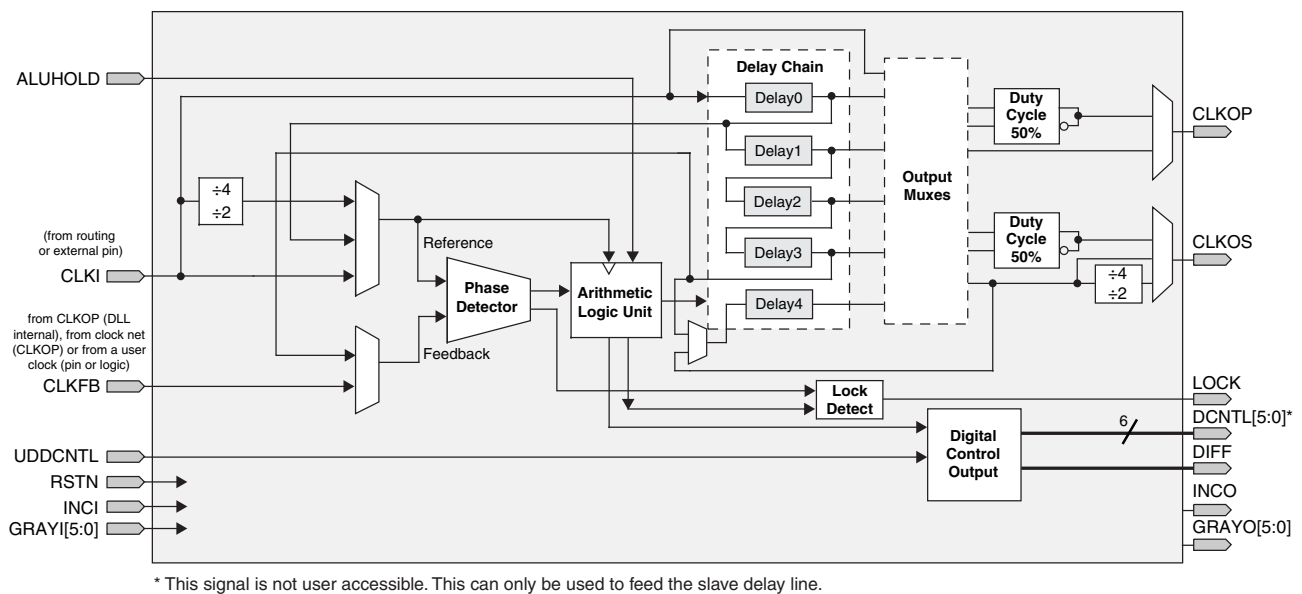 ALUHOLD
Delay Chain
Delay0
Delay1
Delay2
Delay3
Delay4
Output
Muxes
Duty
Cycle
50%
CLKOP
Duty
Cycle
50%
CLKOS
÷4
÷2
÷4
÷2
(from routing
or external pin)
CLKI
Reference
Phase
Detector
Feedback
Arithmetic
Logic Unit
from CLKOP (DLL
internal), from clock net
(CLKOP) or from a user
clock (pin or logic)
CLKFB
Lock
Detect
LOCK
6
DCNTL[5:0]*
Digital
Control
Output
DIFF
UDDCNTL
RSTN
INCI
GRAYI[5:0]
INCO
GRAYO[5:0]
* This signal is not user accessible. This can only be used to feed the slave delay line.